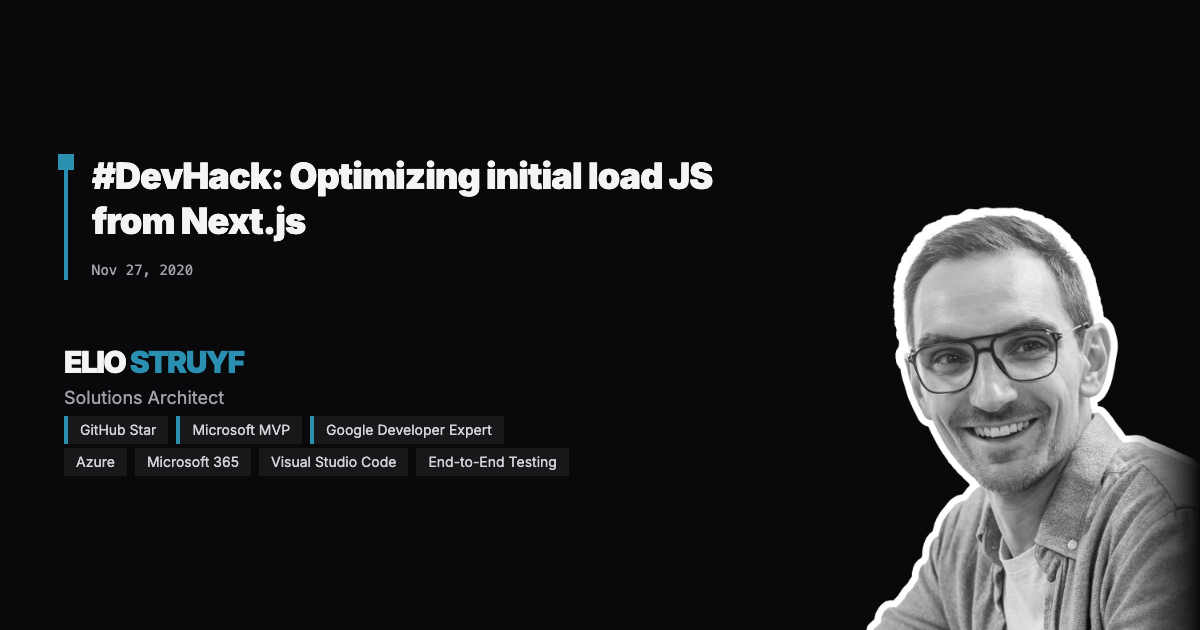 #DevHack: Optimizing initial load JS
from Next.js
Nov 27, 2020
ELIO STRUYF
Solutions Architect
GitHub Star Microsoft MVP Google Developer Expert
Azure Microsoft 365 Visual Studio Code End-to-End Testing